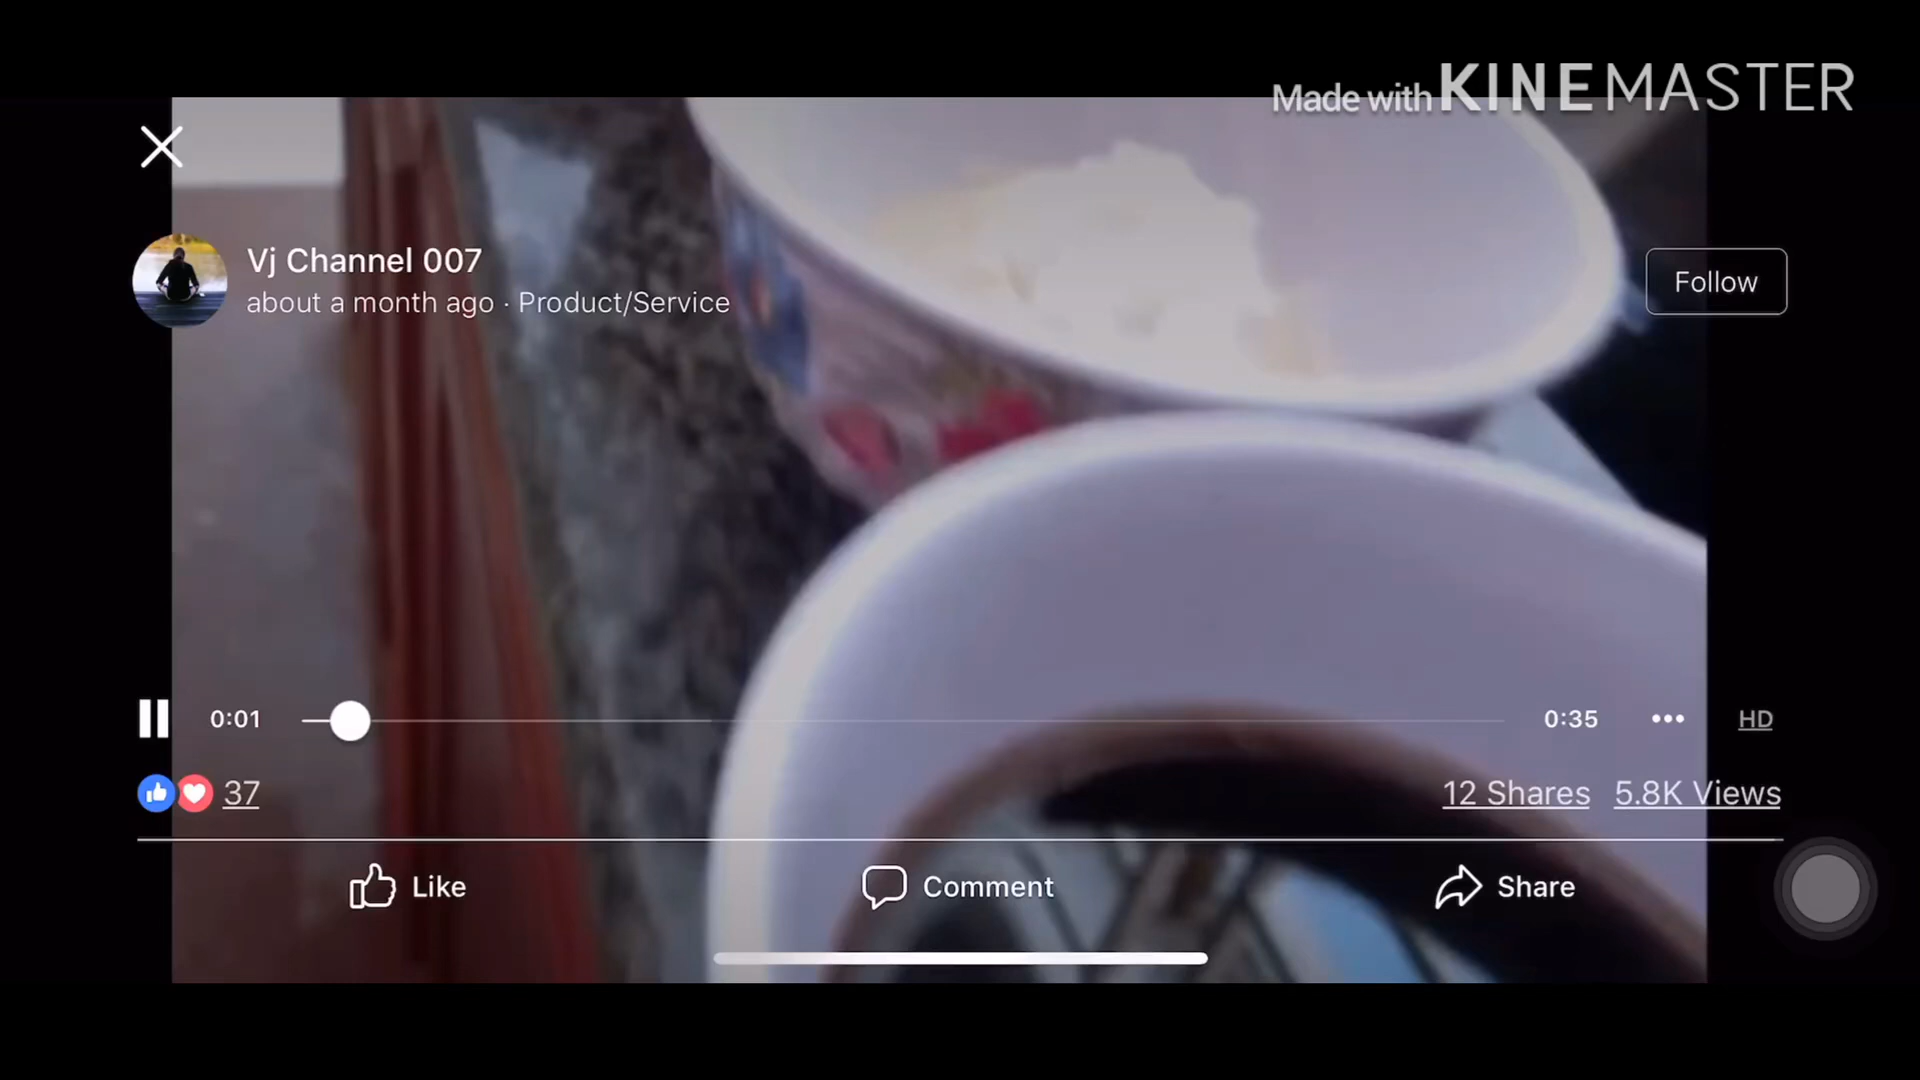 Made with KINEMASTER
Vj Channel 007
about a month ago · Product/Service
Follow
0:01
0:35
HD
37
12 Shares
5.8K Views
Like
Comment
Share